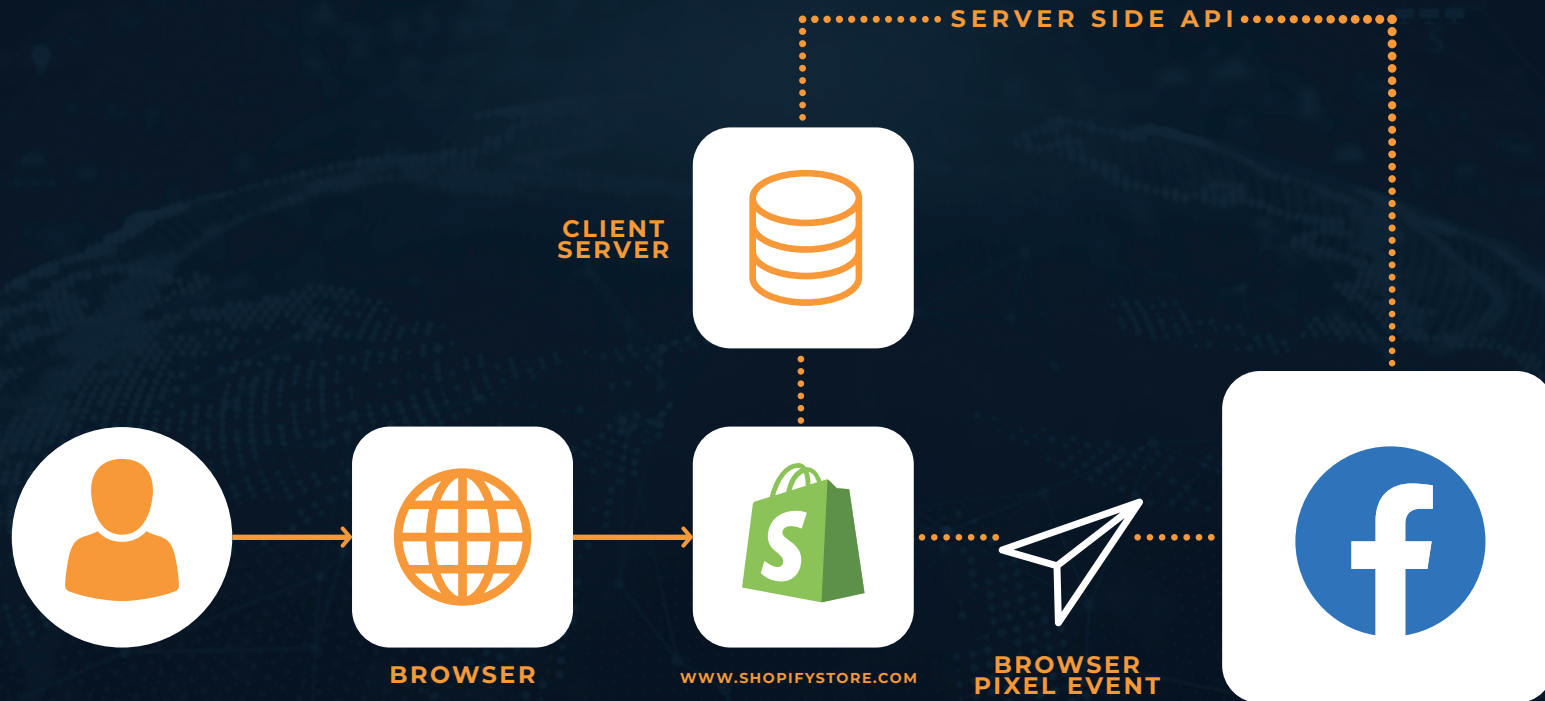 SERVER SIDE API
CLIENT
SERVER
BROWSER
WWW.SHOPIFYSTORE.COM
BROWSER
PIXEL EVENT